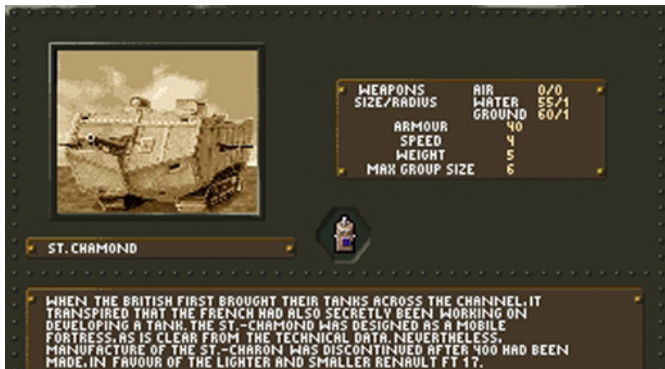 WEAPONS AIR 0/0
SIZE/RADIUS WATER 55/1
GROUND 60/1
ARMOUR 40
SPEED 4
WEIGHT 5
MAX GROUP SIZE 6
ST.CHAMOND
WHEN THE BRITISH FIRST BROUGHT THEIR TANKS ACROSS THE CHANNEL,IT
TRANSPIRED THAT THE FRENCH HAD ALSO SECRETLY BEEN WORKING ON
DEVELOPING A TANK.THE ST.-CHAMOND WAS DESIGNED AS A MOBILE
FORTRESS,AS IS CLEAR FROM THE TECHNICAL DATA.NEVERTHELESS,
MANUFACTURE OF THE ST.-CHARON WAS DISCONTINUED AFTER 400 HAD BEEN
MADE,IN FAVOUR OF THE LIGHTER AND SMALLER RENAULT FT 17.